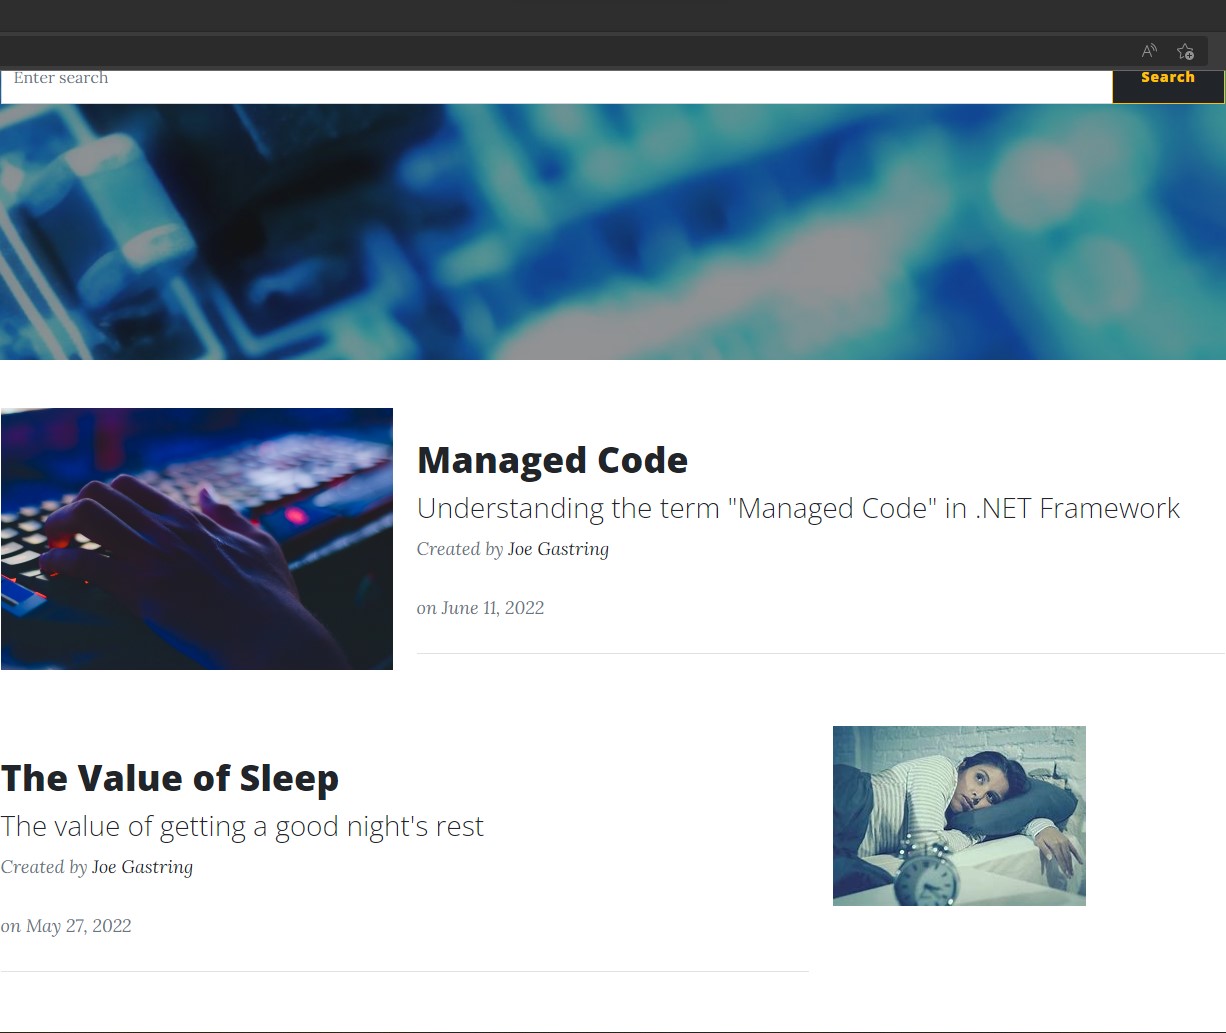 Enter search
Search
Managed Code
Understanding the term "Managed Code" in .NET Framework
Created by Joe Gastring
on June 11, 2022
The Value of Sleep
The value of getting a good night's rest
Created by Joe Gastring
on May 27, 2022